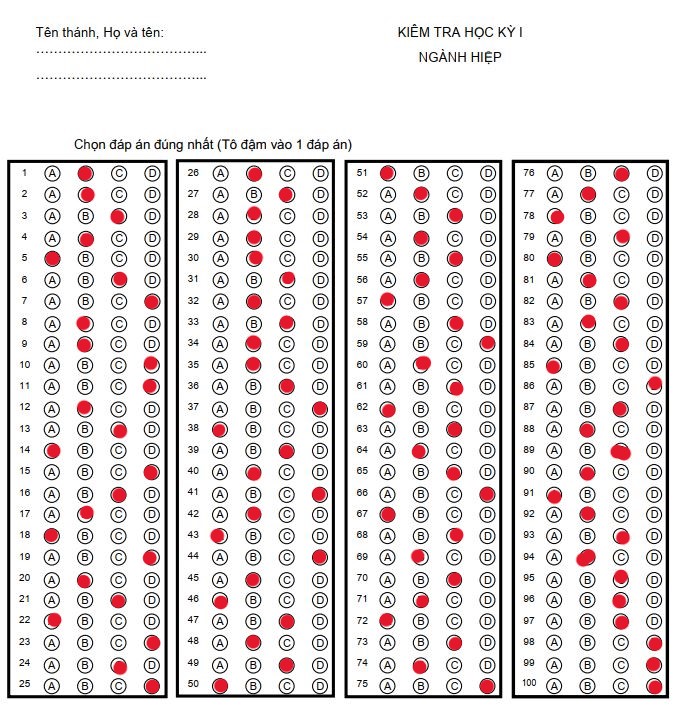 Tên thánh, Họ và tên:
………………………………...
………………………………...
KIÊM TRA HỌC KỲ I
NGÀNH HIỆP
Chọn đáp án đúng nhất (Tô đậm vào 1 đáp án)
1 A C D
2 A C D
3 A B D
4 A C D
5 B C D
6 A B D
7 A B C
8 A C D
9 A C D
10 A B C
11 A B C
12 A C D
13 A B D
14 B C D
15 A B C
16 A B D
17 A C D
18 B C D
19 A B C
20 A C D
21 A B D
22 B C D
23 A B C
24 A B D
25 A B C
26 A C D
27 A B D
28 A C D
29 A C D
30 A C D
31 A B D
32 A C D
33 A B D
34 A C D
35 A C D
36 A B D
37 A B C
38 B C D
39 A B D
40 A C D
41 A B C
42 A C D
43 B C D
44 A B C
45 A C D
46 B C D
47 A B D
48 A C D
49 A B D
50 B C D
51 B C D
52 A C D
53 A B D
54 A C D
55 A B D
56 A C D
57 B C D
58 A B D
59 A B C
60 A C D
61 A B D
62 B C D
63 A B D
64 A C D
65 A B D
66 A B C
67 B C D
68 A B D
69 A C D
70 A B D
71 A C D
72 B C D
73 A B D
74 A C D
75 A B C
76 A B D
77 A C D
78 B C D
79 A B D
80 B C D
81 A C D
82 A B D
83 A C D
84 A B D
85 B C D
86 A B C
87 A B D
88 A C D
89 A B D
90 A C D
91 B C D
92 A C D
93 A B D
94 A C D
95 A B D
96 A B D
97 A B D
98 A B C
99 A B C
100 A B C